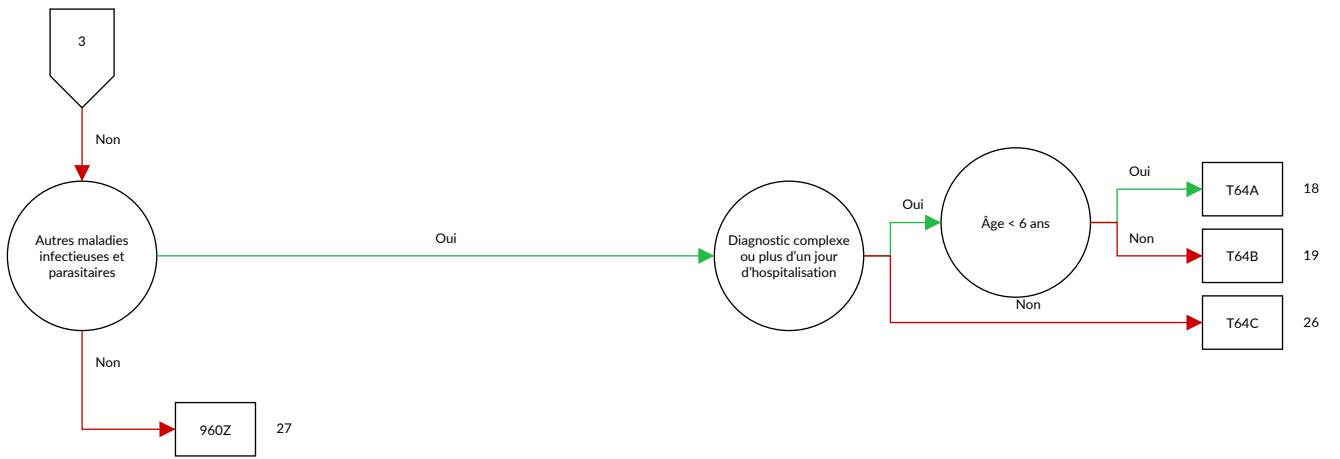 3
Non
Autres maladies
infectieuses et
parasitaires
Oui
Diagnostic complexe
ou plus d'un jour
d'hospitalisation
Oui
Âge < 6 ans
Oui
T64A
18
Non
T64B
19
Non
T64C
26
Non
960Z
27